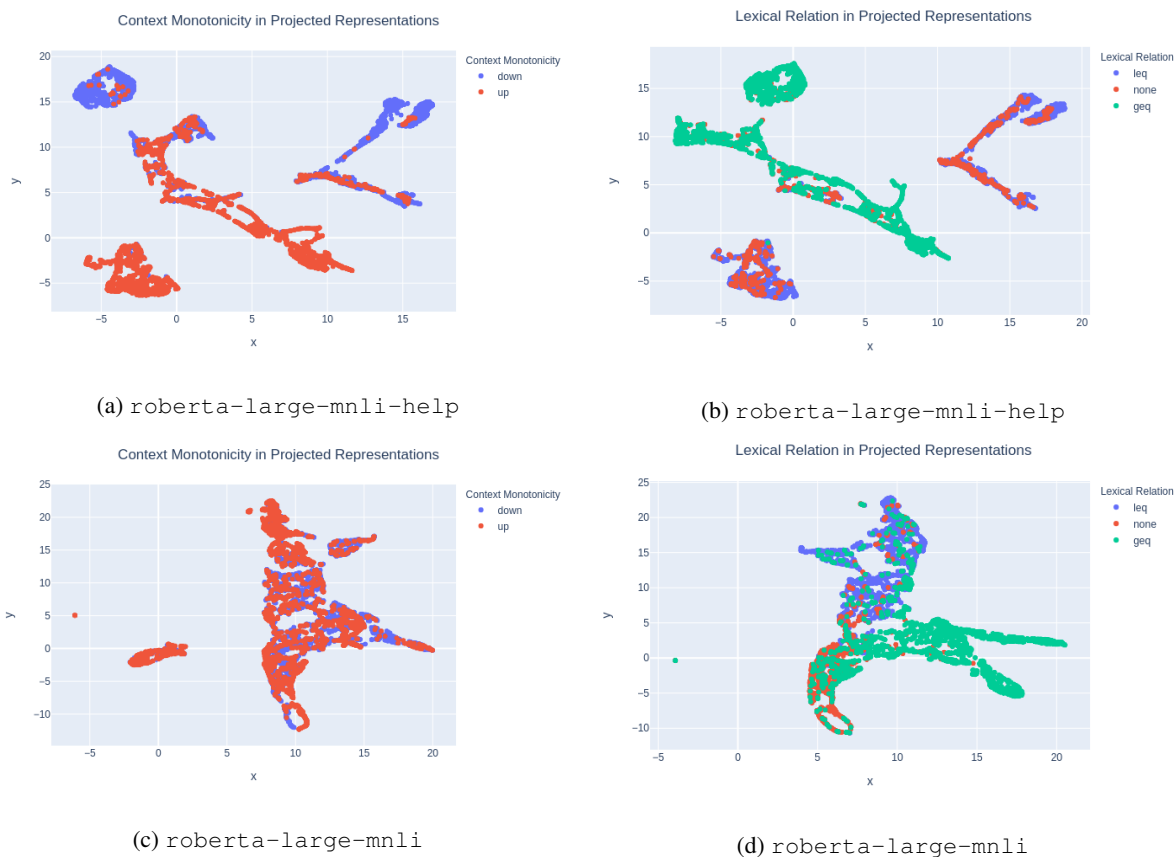 Context Monotonicity in Projected Representations
20
15
10
5
0
−5
−5
0
5
10
15
y
x
Context Monotonicity
down
up
(a) roberta-large-mnli-help
Lexical Relation in Projected Representations
20
15
10
5
0
−5
−5
0
5
10
15
20
y
x
Lexical Relation
leq
none
geq
(b) roberta-large-mnli-help
Context Monotonicity in Projected Representations
25
20
15
10
5
0
−5
−10
−5
0
5
10
15
20
y
x
Context Monotonicity
down
up
(c) roberta-large-mnli
Lexical Relation in Projected Representations
25
20
15
10
5
0
−5
−10
−5
0
5
10
15
20
y
x
Lexical Relation
leq
none
geq
(d) roberta-large-mnli